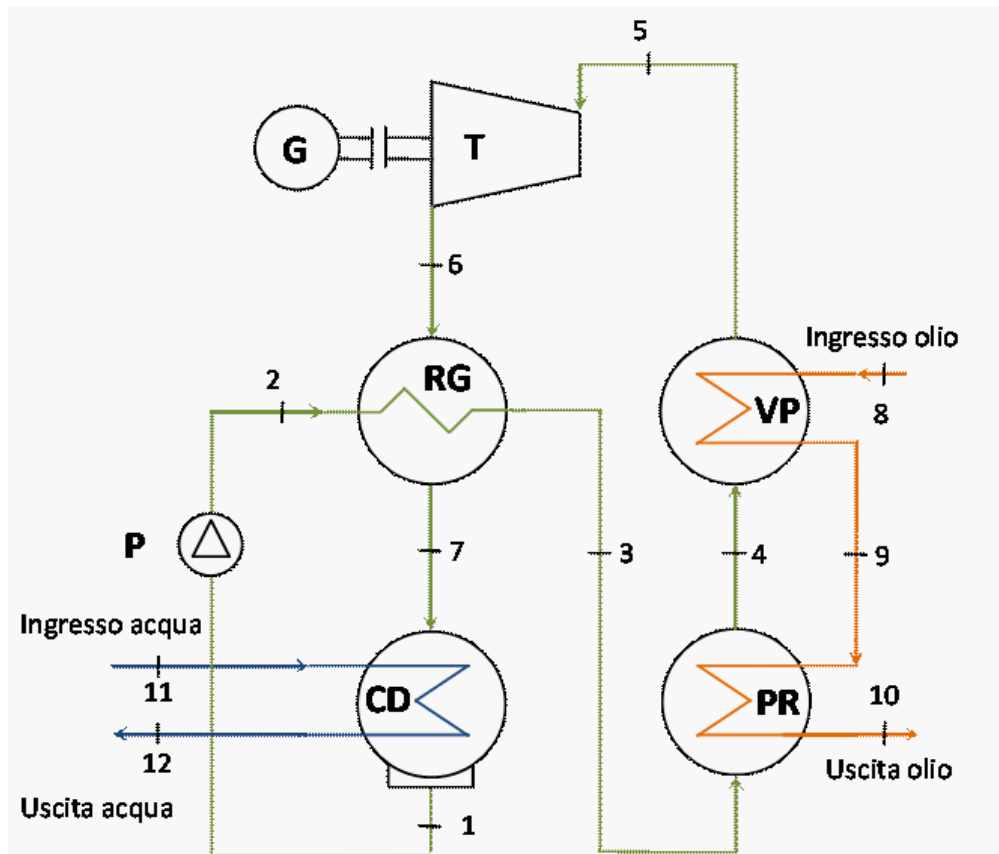 5
G
T
6
Ingresso olio
2
RG
VP
8
P
7
3
4
9
Ingresso acqua
11
CD
PR
10
12
Uscita olio
Uscita acqua
1